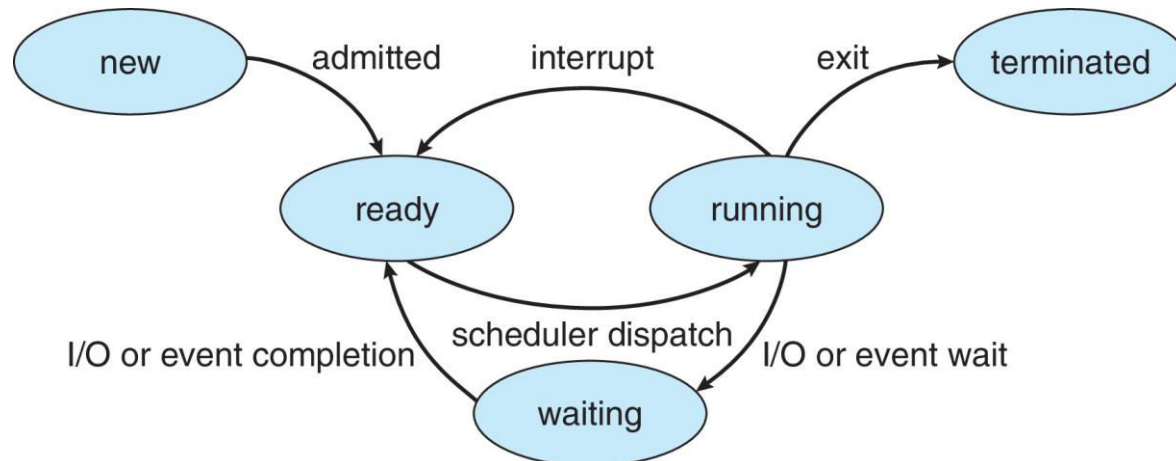 new
admitted
interrupt
exit
terminated
ready
running
I/O or event completion
scheduler dispatch
I/O or event wait
waiting